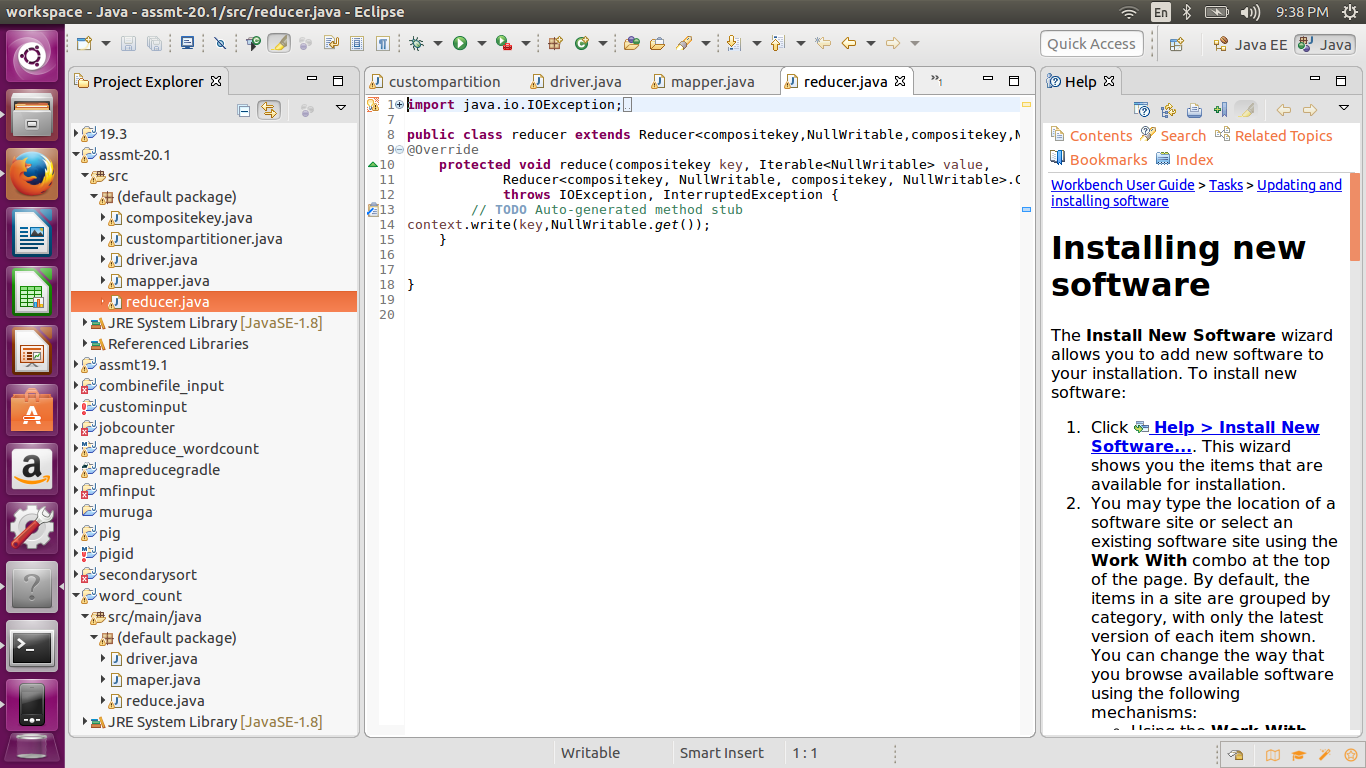 workspace - Java - assmt-20.1/src/reducer.java - Eclipse
En
9:38 PM
Quick Access
Java EE
Java
Project Explorer
19.3
assmt-20.1
src
(default package)
compositekey.java
custompartitioner.java
driver.java
mapper.java
reducer.java
JRE System Library [JavaSE-1.8]
Referenced Libraries
assmt19.1
combinefile_input
custominput
jobcounter
mapreduce_wordcount
mapreducegradle
mfinput
muruga
pig
pigid
secondarysort
word_count
src/main/java
(default package)
driver.java
maper.java
reduce.java
JRE System Library [JavaSE-1.8]
custompartition
driver.java
mapper.java
reducer.java
»1
1 import java.io.IOException;
7
8 public class reducer extends Reducer<compositekey,NullWritable,compositekey,N
9 @Override
10 protected void reduce(compositekey key, Iterable<NullWritable> value,
11 Reducer<compositekey, NullWritable, compositekey, NullWritable>.C
12 throws IOException, InterruptedException {
13 // TODO Auto-generated method stub
14 context.write(key,NullWritable.get());
15 }
16
17
18 }
19
20
Help
Contents
Search
Related Topics
Bookmarks
Index
Workbench User Guide > Tasks > Updating and
installing software
Installing new
software
The Install New Software wizard
allows you to add new software to
your installation. To install new
software:
1. Click Help > Install New
Software.... This wizard
shows you the items that are
available for installation.
2. You may type the location of a
software site or select an
existing software site using the
Work With combo at the top
of the page. By default, the
items in a site are grouped by
category, with only the latest
version of each item shown.
You can change the way that
you browse available software
using the following
mechanisms:
Using the Work With
Writable
Smart Insert
1 : 1